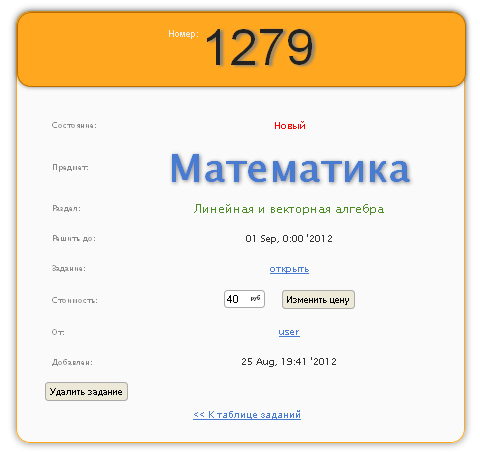 Номер: 1279
Состояние: Новый
Предмет: Математика
Раздел: Линейная и векторная алгебра
Решить до: 01 Sep, 0:00 '2012
Задание: открыть
Стоимость: 40 руб Изменить цену
От: user
Добавлен: 25 Aug, 19:41 '2012
Удалить задание
<< К таблице заданий